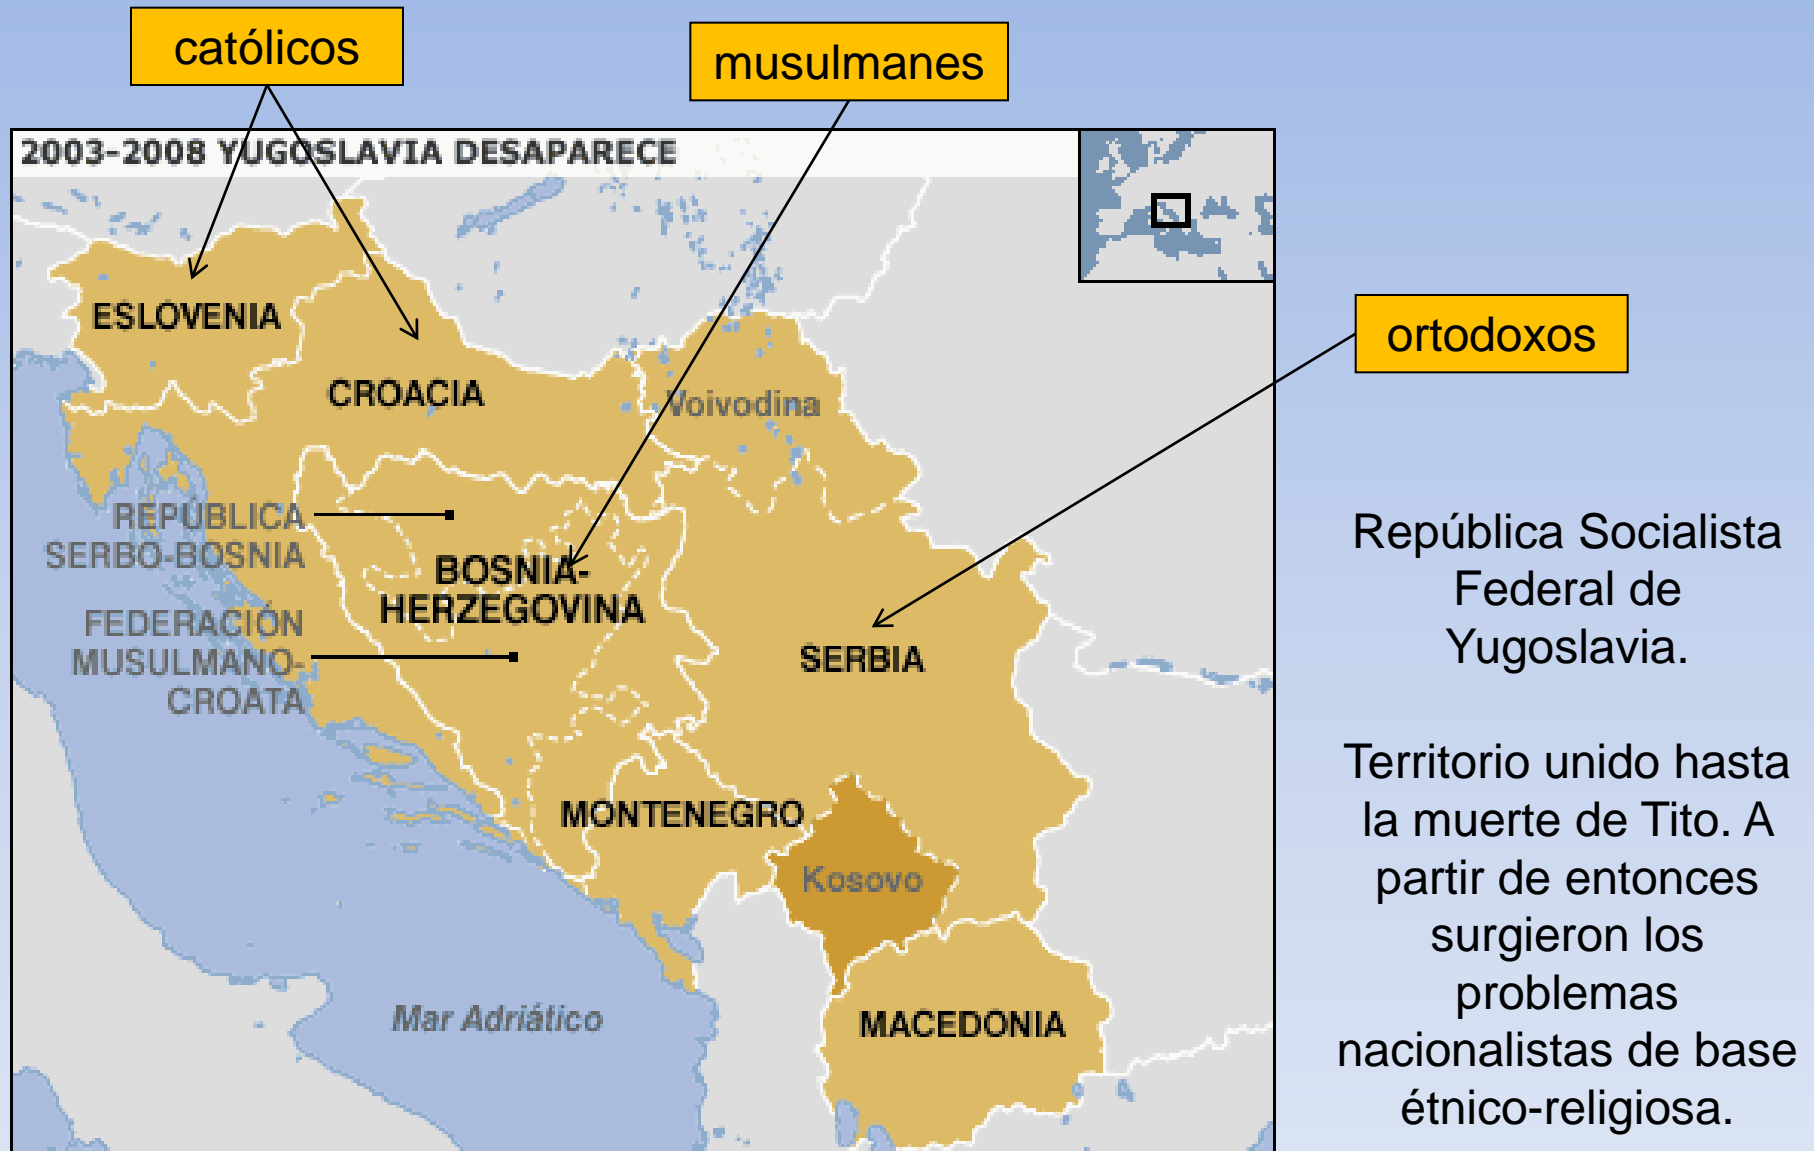 católicos
musulmanes
2003-2008 YUGOSLAVIA DESAPARECE
ESLOVENIA
ortodoxos
CROACIA
Voivodina
REPÚBLICA
SERBO-BOSNIA
BOSNIA-
HERZEGOVINA
FEDERACIÓN
MUSULMANO-
CROATA
SERBIA
MONTENEGRO
Kosovo
Mar Adriático
MACEDONIA
República Socialista
Federal de
Yugoslavia.
Territorio unido hasta
la muerte de Tito. A
partir de entonces
surgieron los
problemas
nacionalistas de base
étnico-religiosa.